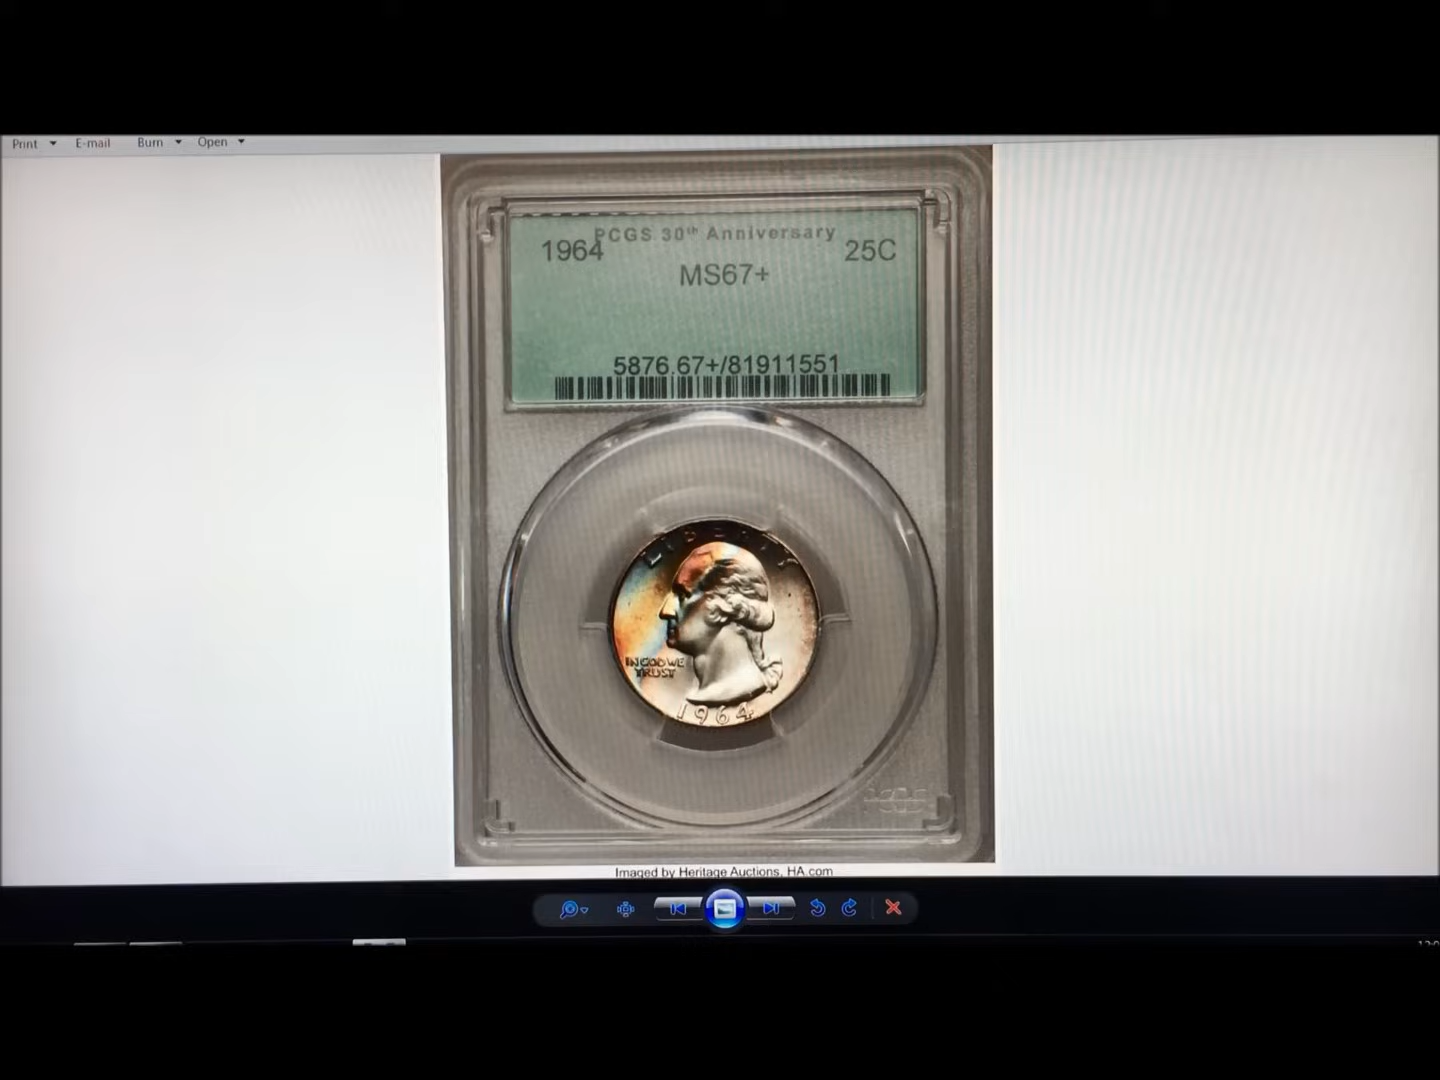 Print E-mail Burn Open
PCGS 30th Anniversary
1964 25C
MS67+
5876.67+/81911551
LIBERTY
IN GOD WE
TRUST
1964
PCGS
Imaged by Heritage Auctions, HA.com